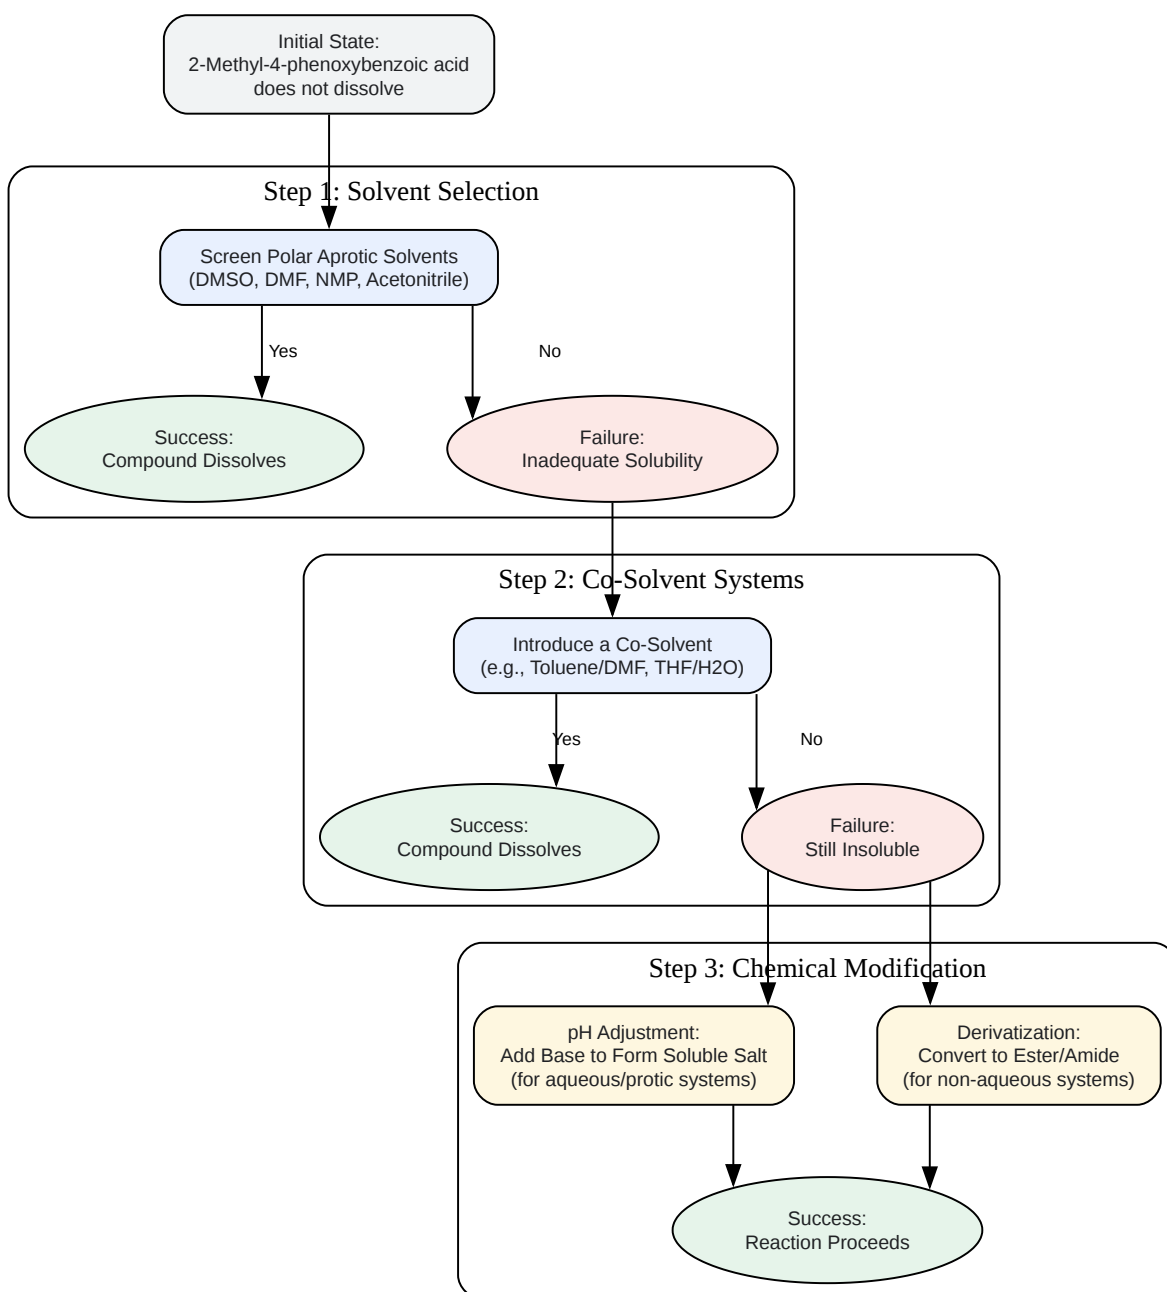 Initial State:
2-Methyl-4-phenoxybenzoic acid
does not dissolve
Step 1: Solvent Selection
Screen Polar Aprotic Solvents
(DMSO, DMF, NMP, Acetonitrile)
Yes
No
Success:
Compound Dissolves
Failure:
Inadequate Solubility
Step 2: Co-Solvent Systems
Introduce a Co-Solvent
(e.g., Toluene/DMF, THF/H2O)
Yes
No
Success:
Compound Dissolves
Failure:
Still Insoluble
Step 3: Chemical Modification
pH Adjustment:
Add Base to Form Soluble Salt
(for aqueous/protic systems)
Derivatization:
Convert to Ester/Amide
(for non-aqueous systems)
Success:
Reaction Proceeds